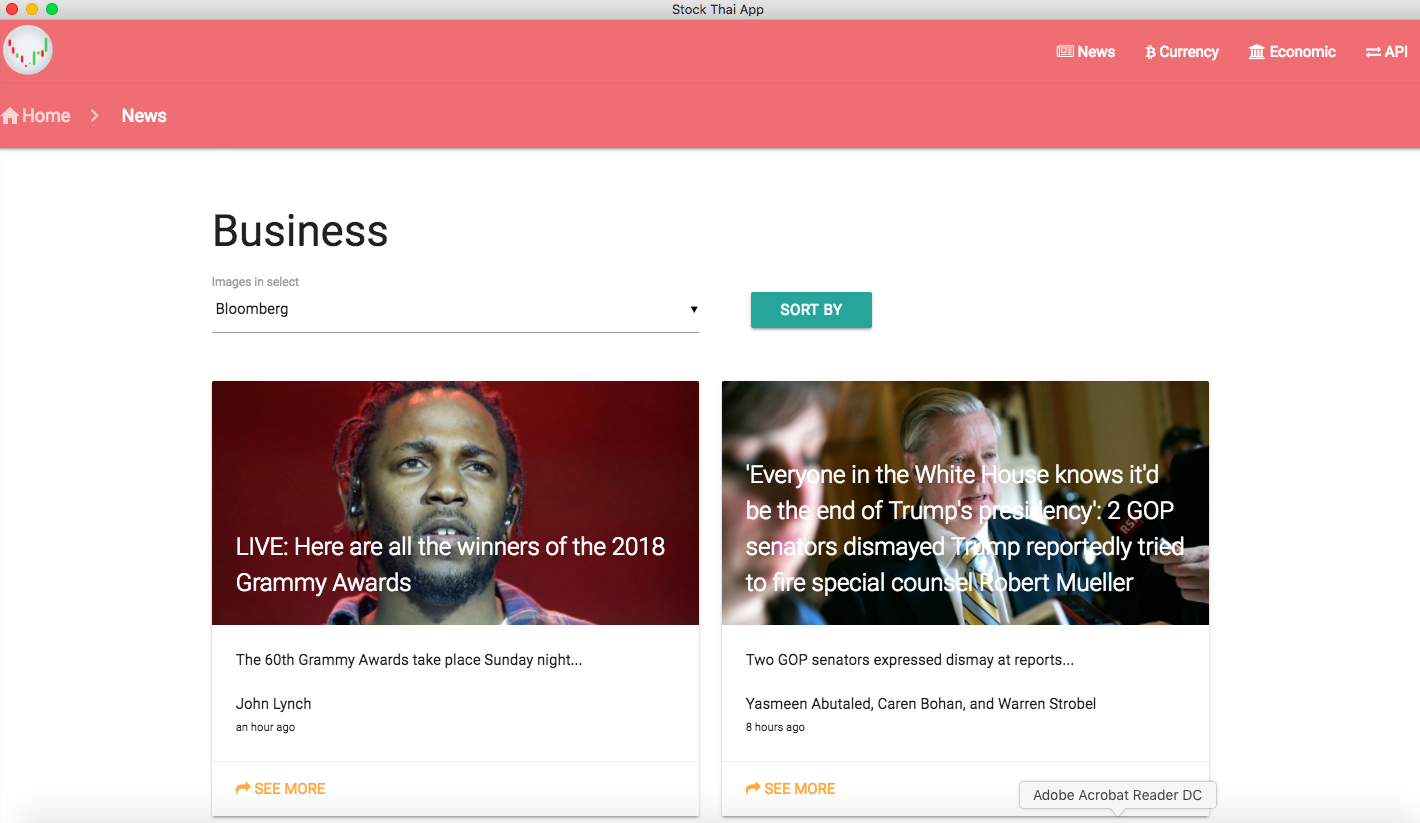 Stock Thai App
News
Currency
Economic
API
Home
News
Business
Images in select
Bloomberg
SORT BY
LIVE: Here are all the winners of the 2018
Grammy Awards
The 60th Grammy Awards take place Sunday night...
John Lynch
an hour ago
SEE MORE
'Everyone in the White House knows it'd
be the end of Trump's presidency': 2 GOP
senators dismayed Trump reportedly tried
to fire special counsel Robert Mueller
RSN
Two GOP senators expressed dismay at reports...
Yasmeen Abutaled, Caren Bohan, and Warren Strobel
8 hours ago
SEE MORE
Adobe Acrobat Reader DC